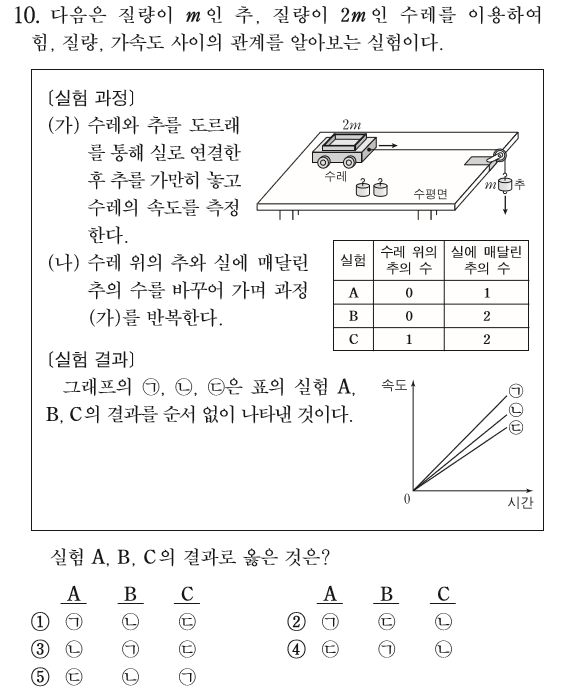 10. 다음은 질량이 m인 추, 질량이 2m인 수레를 이용하여
힘, 질량, 가속도 사이의 관계를 알아보는 실험이다.
〔실험 과정〕
(가) 수레와 추를 도르래
를 통해 실로 연결한
후 추를 가만히 놓고
수레의 속도를 측정
한다.
(나) 수레 위의 추와 실에 매달린
추의 수를 바꾸어 가며 과정
(가)를 반복한다.
2m
수레
수평면
m 추
실험 수레 위의 추의 수 실에 매달린 추의 수
A 0 1
B 0 2
C 1 2
〔실험 결과〕
그래프의 ㉠, ㉡, ㉢은 표의 실험 A,
B, C의 결과를 순서 없이 나타낸 것이다.
속도
㉠
㉡
㉢
0
시간
실험 A, B, C의 결과로 옳은 것은?
A B C A B C
① ㉠ ㉡ ㉢ ② ㉠ ㉢ ㉡
③ ㉡ ㉠ ㉢ ④ ㉢ ㉠ ㉡
⑤ ㉢ ㉡ ㉠